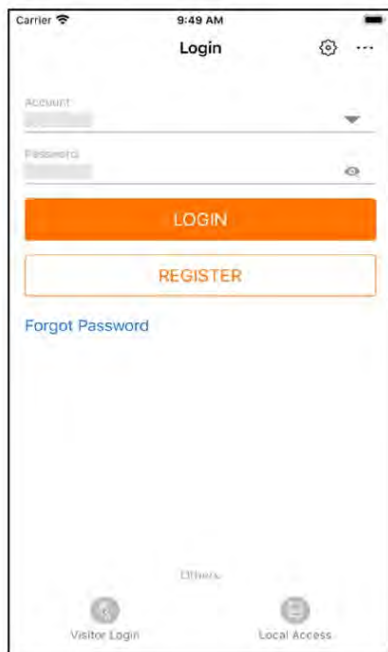 Carrier 9:49 AM
Login
Account
Password
LOGIN
REGISTER
Forgot Password
Others
Visitor Login Local Access